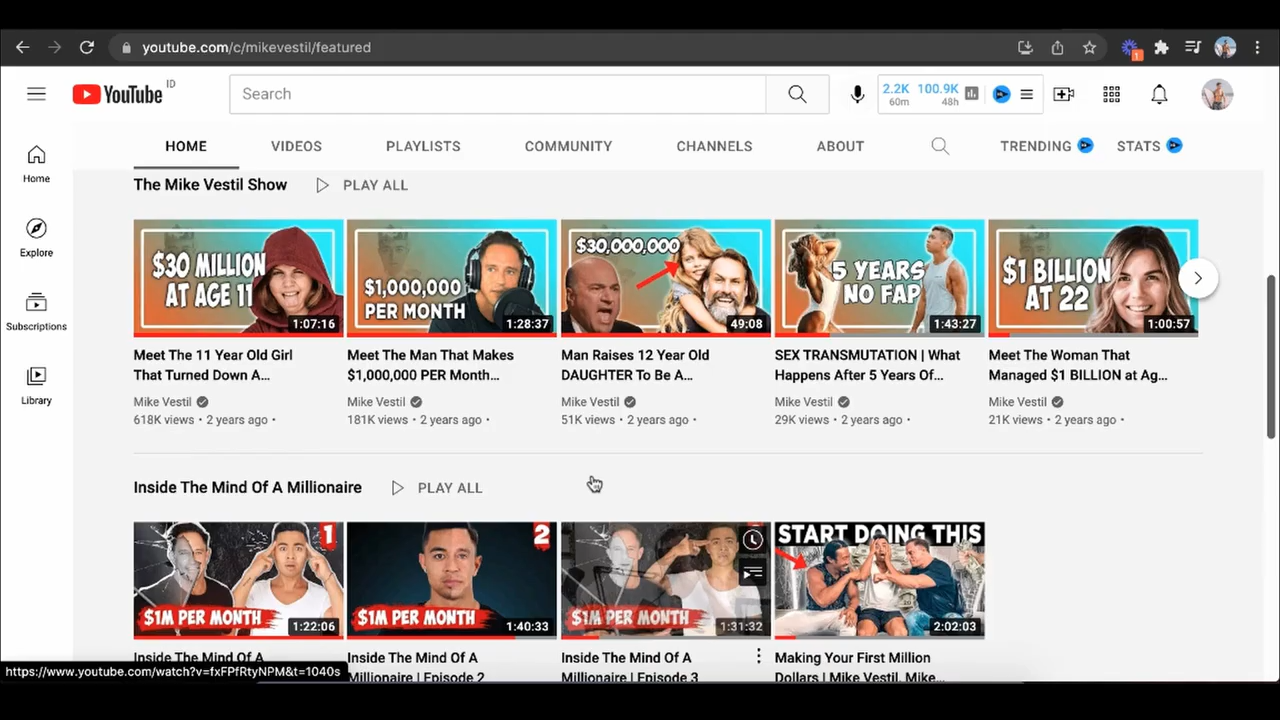 youtube.com/c/mikevestil/featured
1
YouTube ID
Search
2.2K 100.9K
60m 48h
HOME VIDEOS PLAYLISTS COMMUNITY CHANNELS ABOUT TRENDING STATS
Home
Explore
Subscriptions
Library
The Mike Vestil Show PLAY ALL
$30 MILLION
AT AGE 11
1:07:16
$1,000,000
PER MONTH
1:28:37
$30,000,000
49:08
5 YEARS
NO FAP
1:43:27
$1 BILLION
AT 22
1:00:57
Meet The 11 Year Old Girl
That Turned Down A...
Mike Vestil
618K views • 2 years ago •
Meet The Man That Makes
$1,000,000 PER Month...
Mike Vestil
181K views • 2 years ago •
Man Raises 12 Year Old
DAUGHTER To Be A...
Mike Vestil
51K views • 2 years ago •
SEX TRANSMUTATION | What
Happens After 5 Years Of...
Mike Vestil
29K views • 2 years ago •
Meet The Woman That
Managed $1 BILLION at Ag...
Mike Vestil
21K views • 2 years ago •
Inside The Mind Of A Millionaire PLAY ALL
1
$1M PER MONTH
1:22:06
2
$1M PER MONTH
1:40:33
$1M PER MONTH
1:31:32
START DOING THIS
2:02:03
Inside The Mind Of A
Inside The Mind Of A
Millionaire | Episode 2
Inside The Mind Of A
Millionaire | Episode 3
Making Your First Million
Dollars | Mike Vestil, Mike...
https://www.youtube.com/watch?v=fxFPfRtyNPM&t=1040s